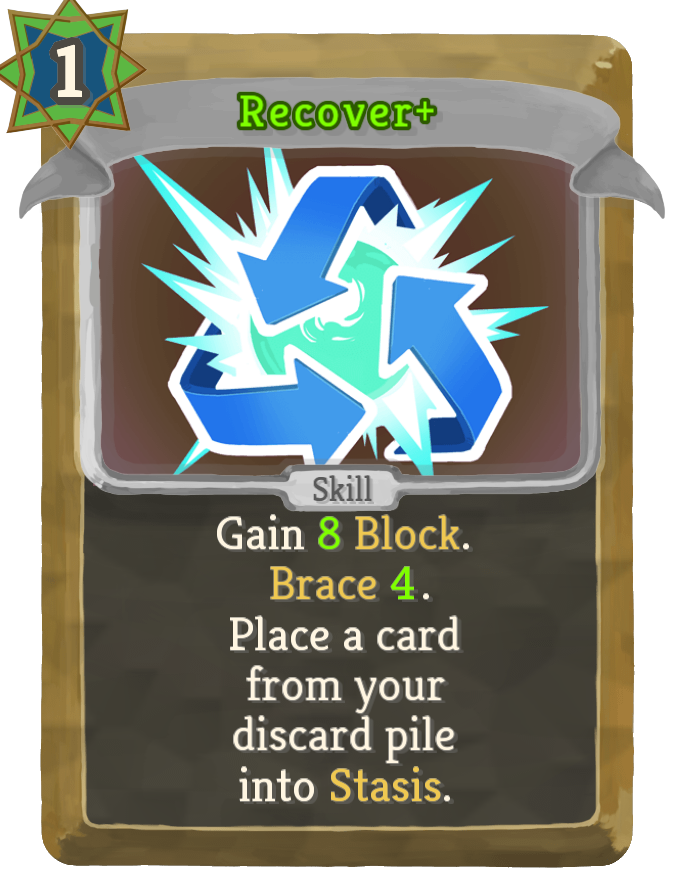 1
Recover+
Skill
Gain 8 Block.
Brace 4.
Place a card
from your
discard pile
into Stasis.